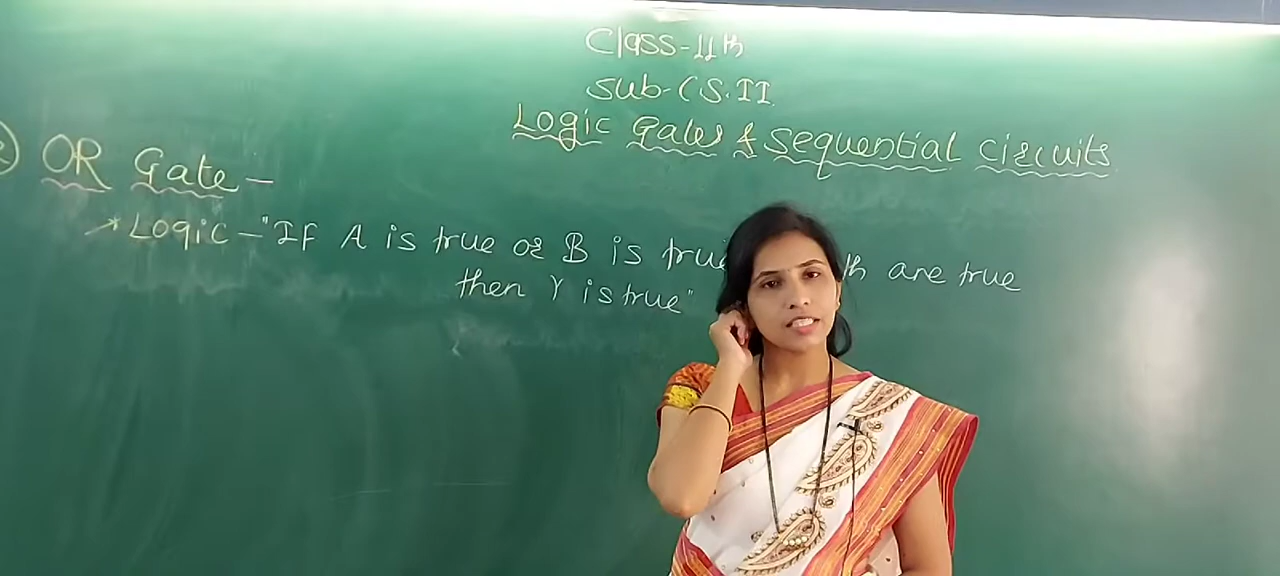 Class-11th
Sub-CS.II
Logic Gates & Sequential Circuits
OR Gate-
* Logic-"IF A is true or B is true are true
then Y is true"